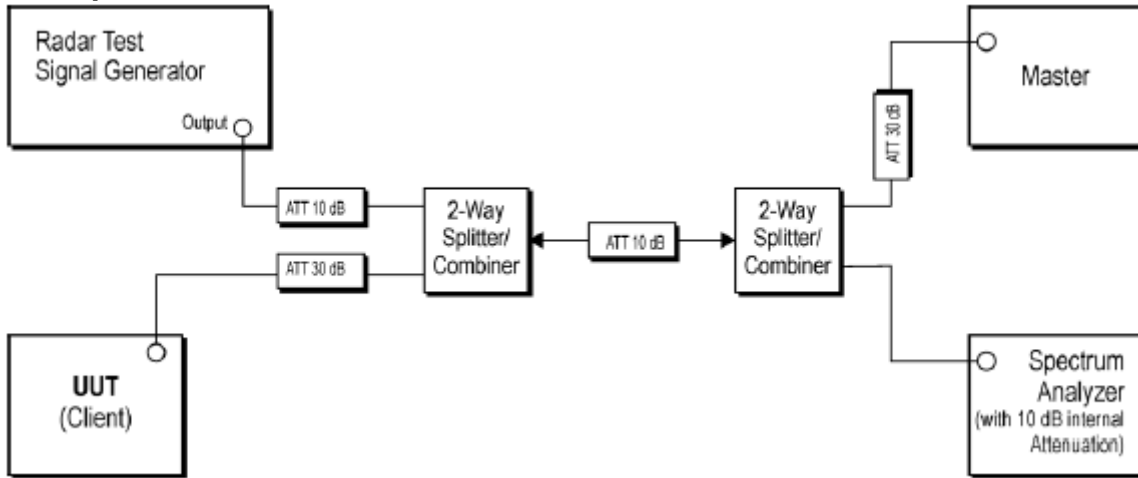 Radar Test
Signal Generator
Output
Master
ATT 30 dB
ATT 10 dB
2-Way
Splitter/
Combiner
ATT 10 dB
2-Way
Splitter/
Combiner
ATT 30 dB
UUT
(Client)
Spectrum
Analyzer
(with 10 dB internal
Attenuation)